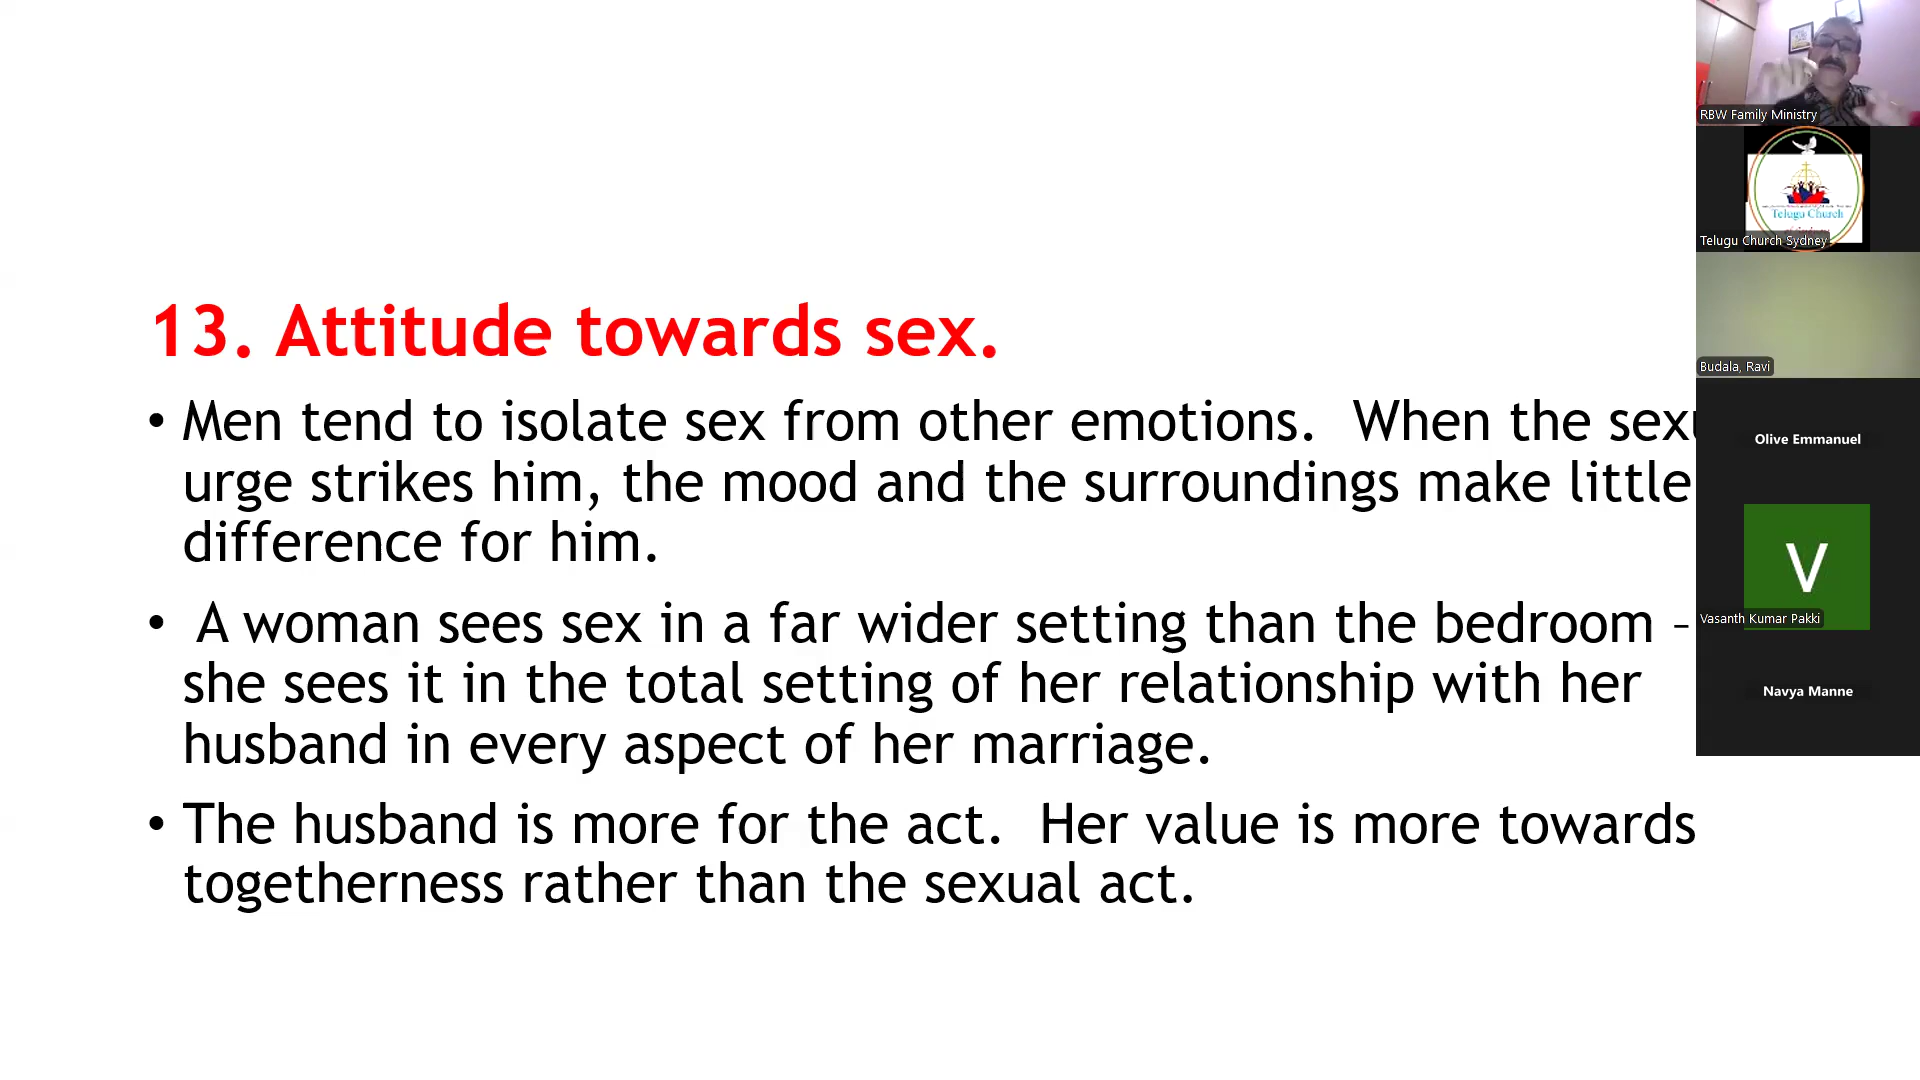 13. Attitude towards sex.
• Men tend to isolate sex from other emotions. When the
urge strikes him, the mood and the surroundings make little
difference for him.
• A woman sees sex in a far wider setting than the bedroom –
she sees it in the total setting of her relationship with her
husband in every aspect of her marriage.
• The husband is more for the act. Her value is more towards
togetherness rather than the sexual act.
RBW Family Ministry
Telugu Church
Telugu Church Sydney
Budala, Ravi
Olive Emmanuel
V
Vasanth Kumar Pakki
Navya Manne